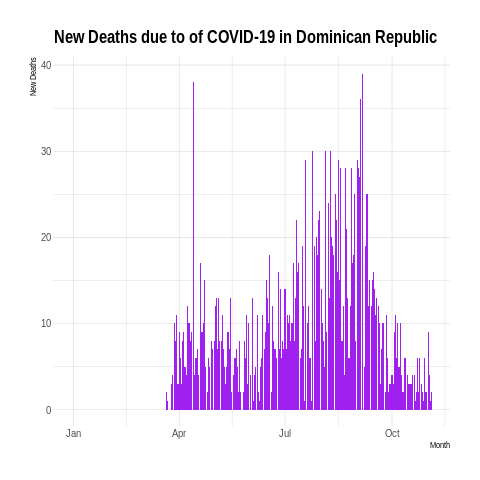 New Deaths due to of COVID-19 in Dominican Republic
New Deaths
40
30
20
10
0
Jan Apr Jul Oct
Month